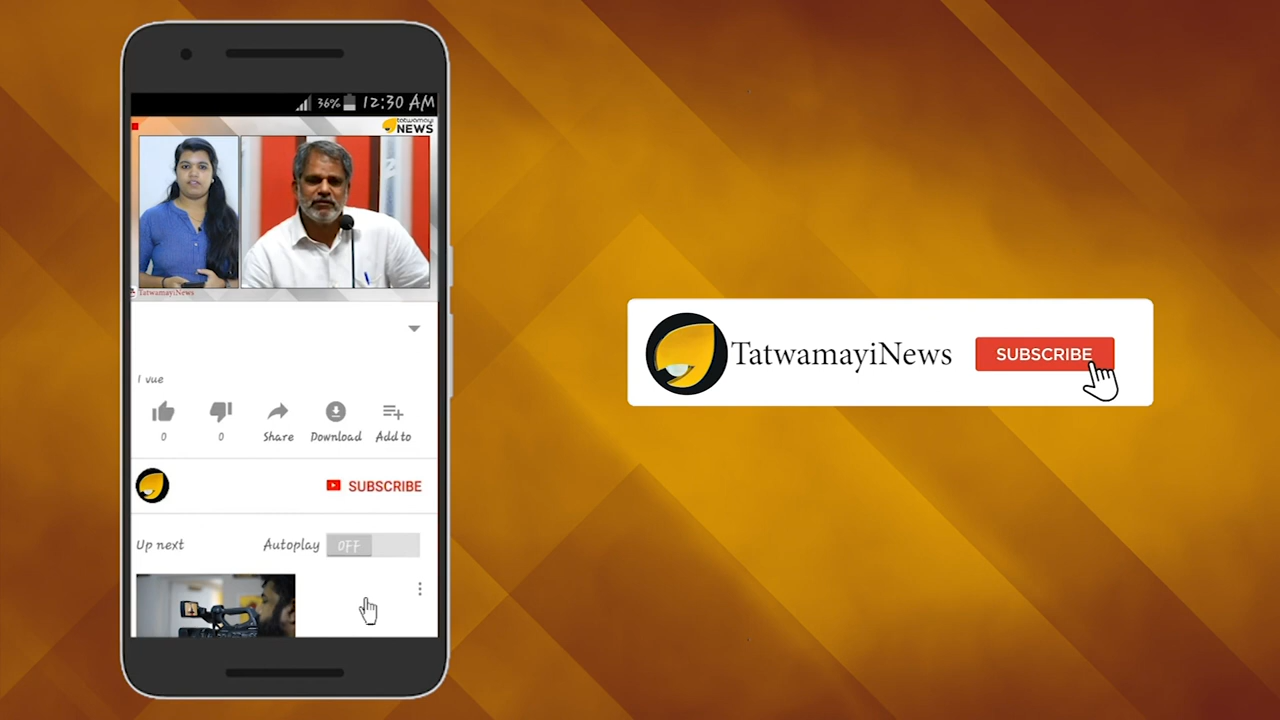 36% 12:30 AM
tatwamayi
NEWS
TatwamayiNews
1 vue
0 0 Share Download Add to
SUBSCRIBE
Up next Autoplay OFF
TatwamayiNews SUBSCRIBE